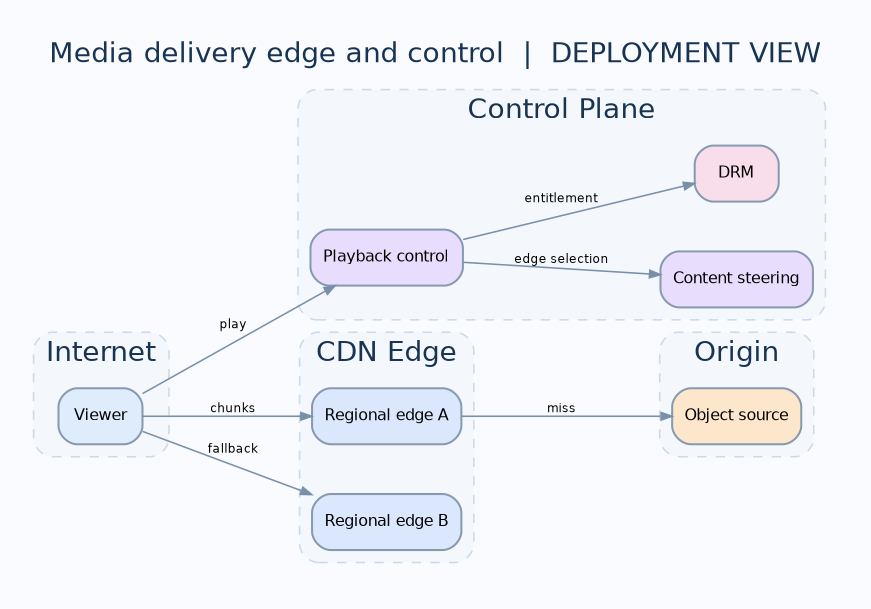 Media delivery edge and control | DEPLOYMENT VIEW
Control Plane
DRM
entitlement
Playback control
edge selection
Content steering
play
Internet
CDN Edge
Origin
Viewer
chunks
Regional edge A
miss
Object source
fallback
Regional edge B